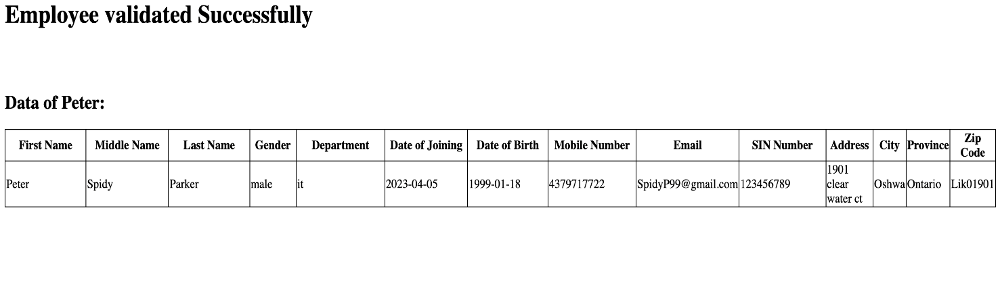 Employee validated Successfully
Data of Peter:
First Name Middle Name Last Name Gender Department Date of Joining Date of Birth Mobile Number Email SIN Number Address City Province Zip Code
Peter Spidy Parker male it 2023-04-05 1999-01-18 4379717722 SpidyP99@gmail.com 123456789 1901 clear water ct Oshwa Ontario Lik01901